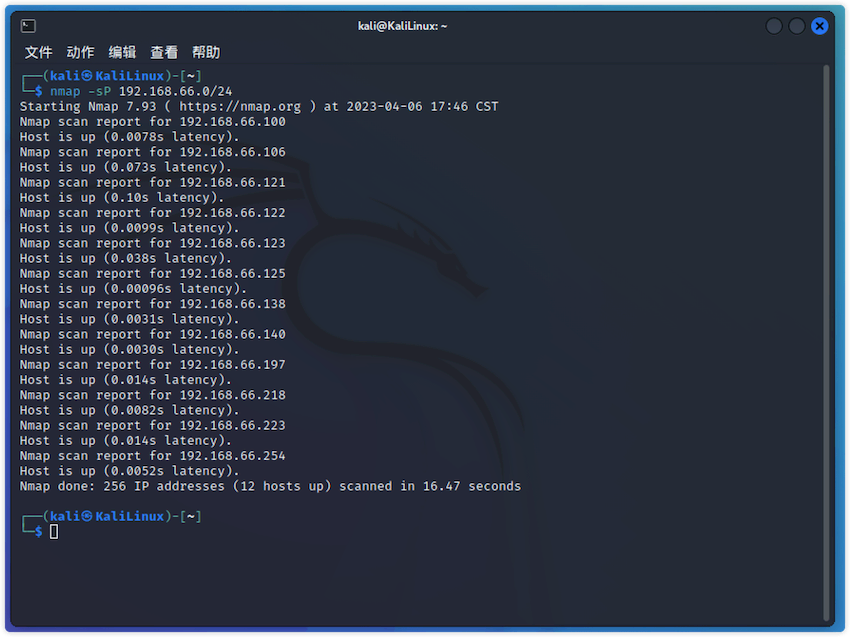 kali@KaliLinux: ~
文件 动作 编辑 查看 帮助
┌──(kali㉿KaliLinux)-[~]
└─$ nmap -sP 192.168.66.0/24
Starting Nmap 7.93 ( https://nmap.org ) at 2023-04-06 17:46 CST
Nmap scan report for 192.168.66.100
Host is up (0.0078s latency).
Nmap scan report for 192.168.66.106
Host is up (0.073s latency).
Nmap scan report for 192.168.66.121
Host is up (0.10s latency).
Nmap scan report for 192.168.66.122
Host is up (0.0099s latency).
Nmap scan report for 192.168.66.123
Host is up (0.038s latency).
Nmap scan report for 192.168.66.125
Host is up (0.00096s latency).
Nmap scan report for 192.168.66.138
Host is up (0.0031s latency).
Nmap scan report for 192.168.66.140
Host is up (0.0030s latency).
Nmap scan report for 192.168.66.197
Host is up (0.014s latency).
Nmap scan report for 192.168.66.218
Host is up (0.0082s latency).
Nmap scan report for 192.168.66.223
Host is up (0.014s latency).
Nmap scan report for 192.168.66.254
Host is up (0.0052s latency).
Nmap done: 256 IP addresses (12 hosts up) scanned in 16.47 seconds
┌──(kali㉿KaliLinux)-[~]
└─$